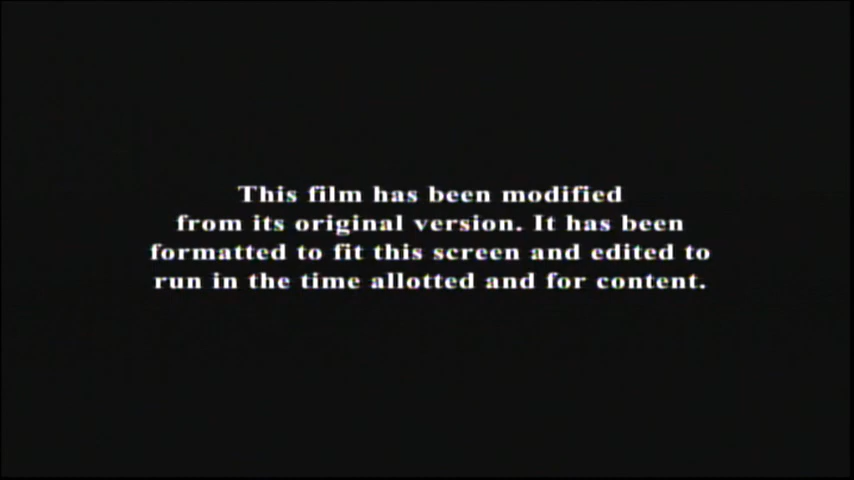 This film has been modified
from its original version. It has been
formatted to fit this screen and edited to
run in the time allotted and for content.